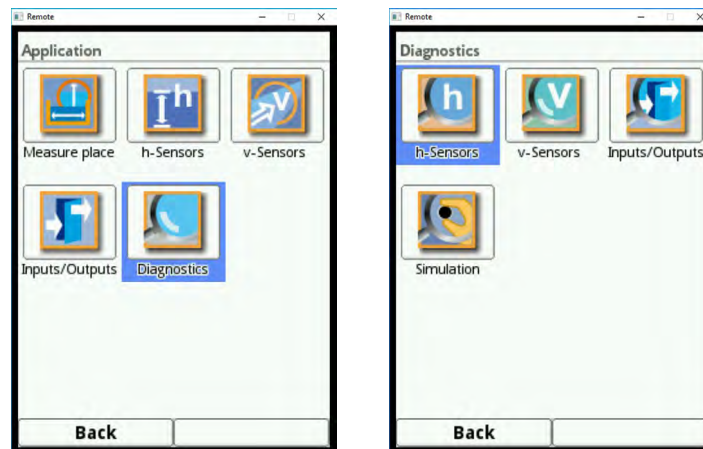 Remote
Application
h
V
Measure place
h-Sensors
v-Sensors
Inputs/Outputs
Diagnostics
Back
Remote
Diagnostics
h
V
h-Sensors
v-Sensors
Inputs/Outputs
Simulation
Back